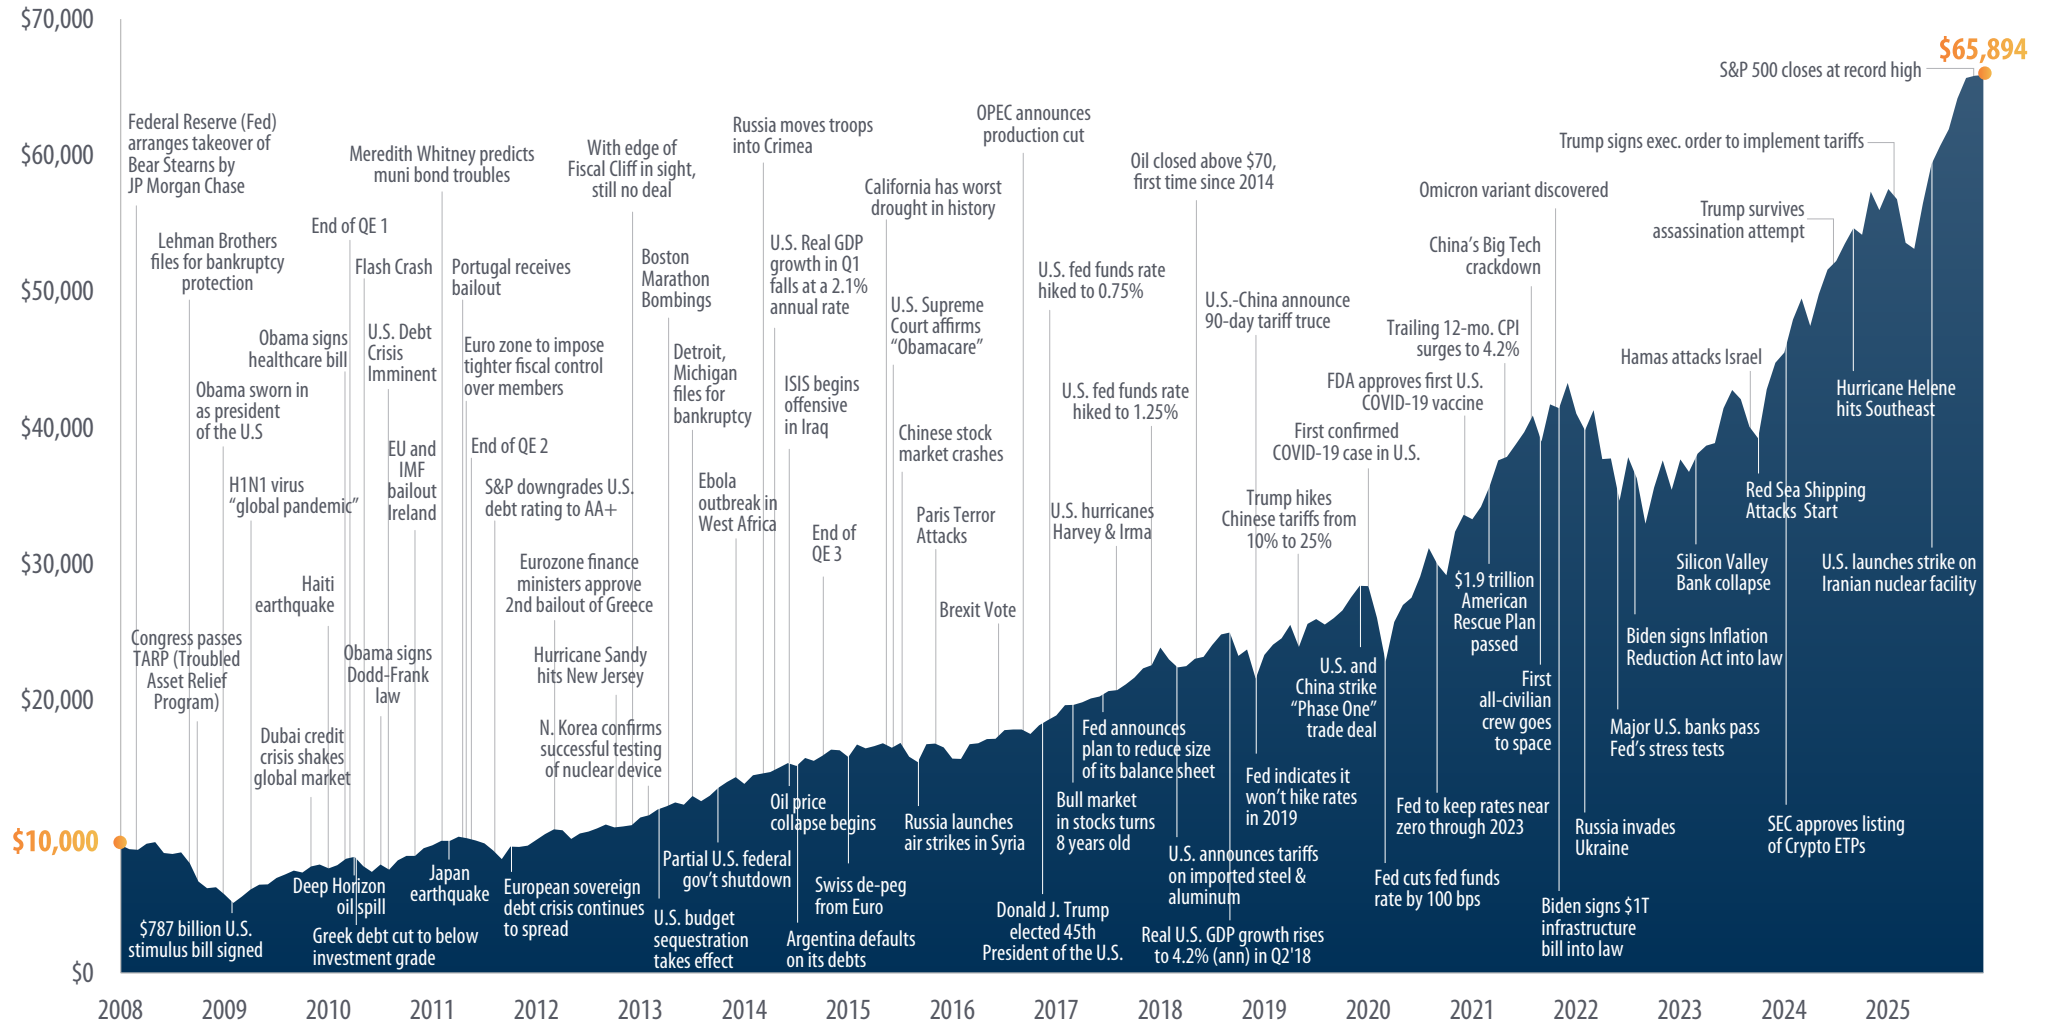 $70,000
$60,000
$50,000
$40,000
$30,000
$20,000
$10,000
$0
Federal Reserve (Fed)
arranges takeover of
Bear Stearns by
JP Morgan Chase
Lehman Brothers
files for bankruptcy
protection
Congress passes
TARP (Troubled
Asset Relief
Program)
Obama sworn in
as president
of the U.S
$787 billion U.S.
stimulus bill signed
H1N1 virus
“global pandemic”
Dubai credit
crisis shakes
global market
Haiti
earthquake
Obama signs
healthcare bill
End of QE 1
Deep Horizon
oil spill
Greek debt cut to below
investment grade
Flash Crash
Obama signs
Dodd-Frank
law
U.S. Debt
Crisis
Imminent
EU and
IMF
bailout
Ireland
Meredith Whitney predicts
muni bond troubles
Japan
earthquake
Portugal receives
bailout
Euro zone to impose
tighter fiscal control
over members
End of QE 2
S&P downgrades U.S.
debt rating to AA+
European sovereign
debt crisis continues
to spread
Eurozone finance
ministers approve
2nd bailout of Greece
Hurricane Sandy
hits New Jersey
With edge of
Fiscal Cliff in sight,
still no deal
N. Korea confirms
successful testing
of nuclear device
U.S. budget
sequestration
takes effect
Boston
Marathon
Bombings
Detroit,
Michigan
files for
bankruptcy
Partial U.S. federal
gov’t shutdown
Ebola
outbreak in
West Africa
Russia moves troops
into Crimea
U.S. Real GDP
growth in Q1
falls at a 2.1%
annual rate
ISIS begins
offensive
in Iraq
Oil price
collapse begins
Argentina defaults
on its debts
End of
QE 3
Swiss de-peg
from Euro
California has worst
drought in history
U.S. Supreme
Court affirms
“Obamacare”
Chinese stock
market crashes
Russia launches
air strikes in Syria
Paris Terror
Attacks
Brexit Vote
OPEC announces
production cut
Donald J. Trump
elected 45th
President of the U.S.
U.S. fed funds rate
hiked to 0.75%
Bull market
in stocks turns
8 years old
Fed announces
plan to reduce size
of its balance sheet
U.S. hurricanes
Harvey & Irma
U.S. fed funds rate
hiked to 1.25%
U.S. announces tariffs
on imported steel &
aluminum
Oil closed above $70,
first time since 2014
Real U.S. GDP growth rises
to 4.2% (ann) in Q2'18
U.S.-China announce
90-day tariff truce
Fed indicates it
won’t hike rates
in 2019
Trump hikes
Chinese tariffs from
10% to 25%
U.S. and
China strike
“Phase One”
trade deal
First confirmed
COVID-19 case in U.S.
Fed cuts fed funds
rate by 100 bps
Fed to keep rates near
zero through 2023
FDA approves first U.S.
COVID-19 vaccine
$1.9 trillion
American
Rescue Plan
passed
Trailing 12-mo. CPI
surges to 4.2%
China’s Big Tech
crackdown
First
all-civilian
crew goes
to space
Omicron variant discovered
Biden signs $1T
infrastructure
bill into law
Russia invades
Ukraine
Major U.S. banks pass
Fed’s stress tests
Biden signs Inflation
Reduction Act into law
Silicon Valley
Bank collapse
Hamas attacks Israel
Red Sea Shipping
Attacks Start
SEC approves listing
of Crypto ETPs
Trump survives
assassination attempt
Hurricane Helene
hits Southeast
Trump signs exec. order to implement tariffs
U.S. launches strike on
Iranian nuclear facility
S&P 500 closes at record high
$65,894
2008
2009
2010
2011
2012
2013
2014
2015
2016
2017
2018
2019
2020
2021
2022
2023
2024
2025